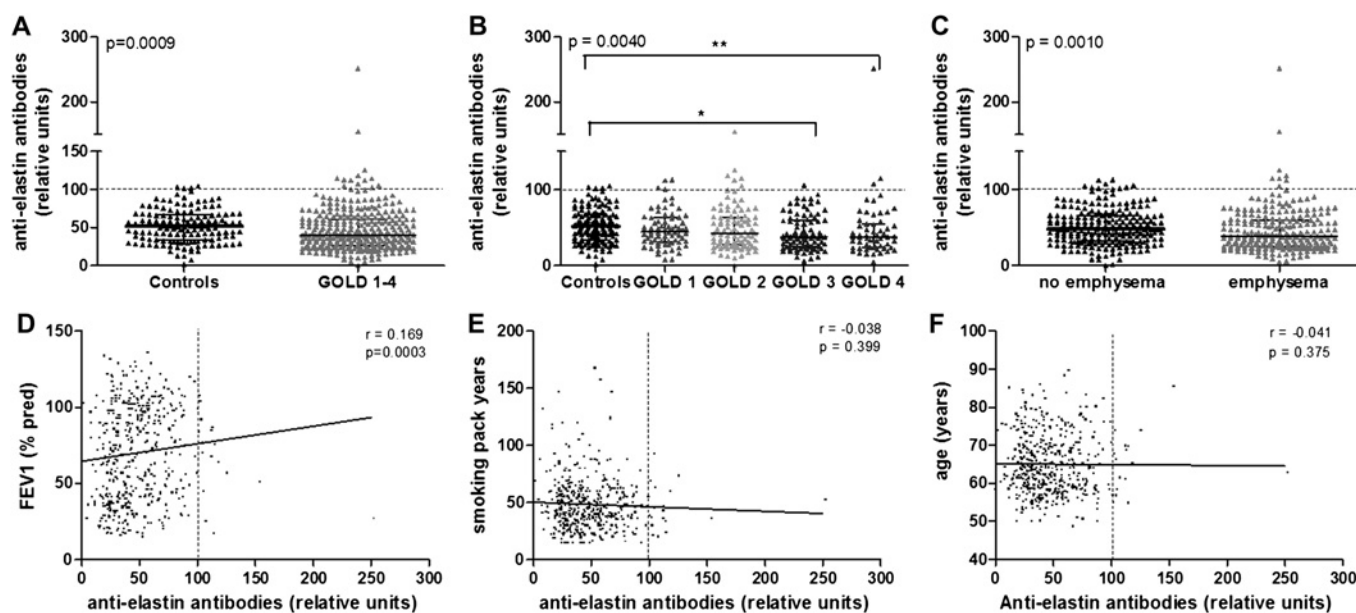 A
p=0.0009
anti-elastin antibodies
(relative units)
300
200
150
100
50
0
Controls GOLD 1-4
B
p = 0.0040
**
*
anti-elastin antibodies
(relative units)
300
200
150
100
50
0
Controls GOLD 1 GOLD 2 GOLD 3 GOLD 4
C
p = 0.0010
anti-elastin antibodies
(relative units)
300
200
150
100
50
0
no emphysema emphysema
D
r = 0.169
p=0.0003
FEV1 (% pred)
150
100
50
0
0 50 100 150 200 250 300
anti-elastin antibodies (relative units)
E
r = -0.038
p = 0.399
smoking pack years
200
150
100
50
0
0 50 100 150 200 250 300
anti-elastin antibodies (relative units)
F
r = -0.041
p = 0.375
age (years)
100
90
80
70
60
50
40
0 50 100 150 200 250 300
Anti-elastin antibodies (relative units)